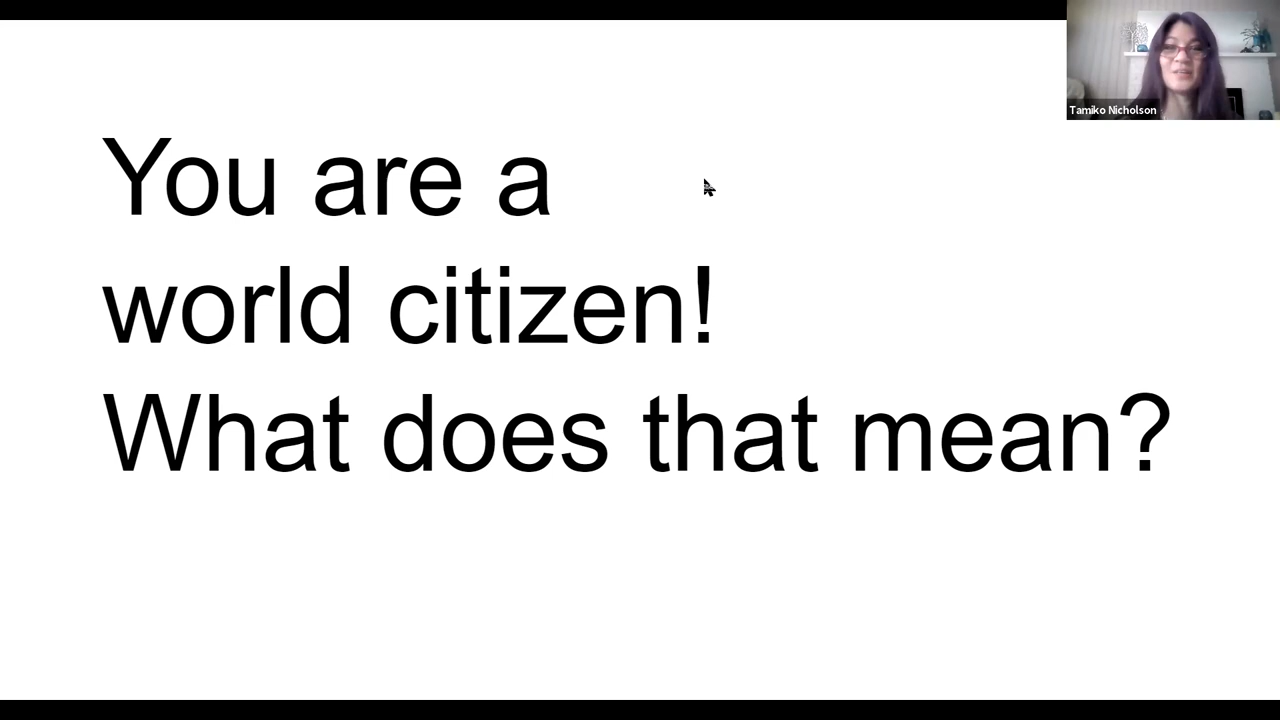 Tamiko Nicholson
You are a
world citizen!
What does that mean?